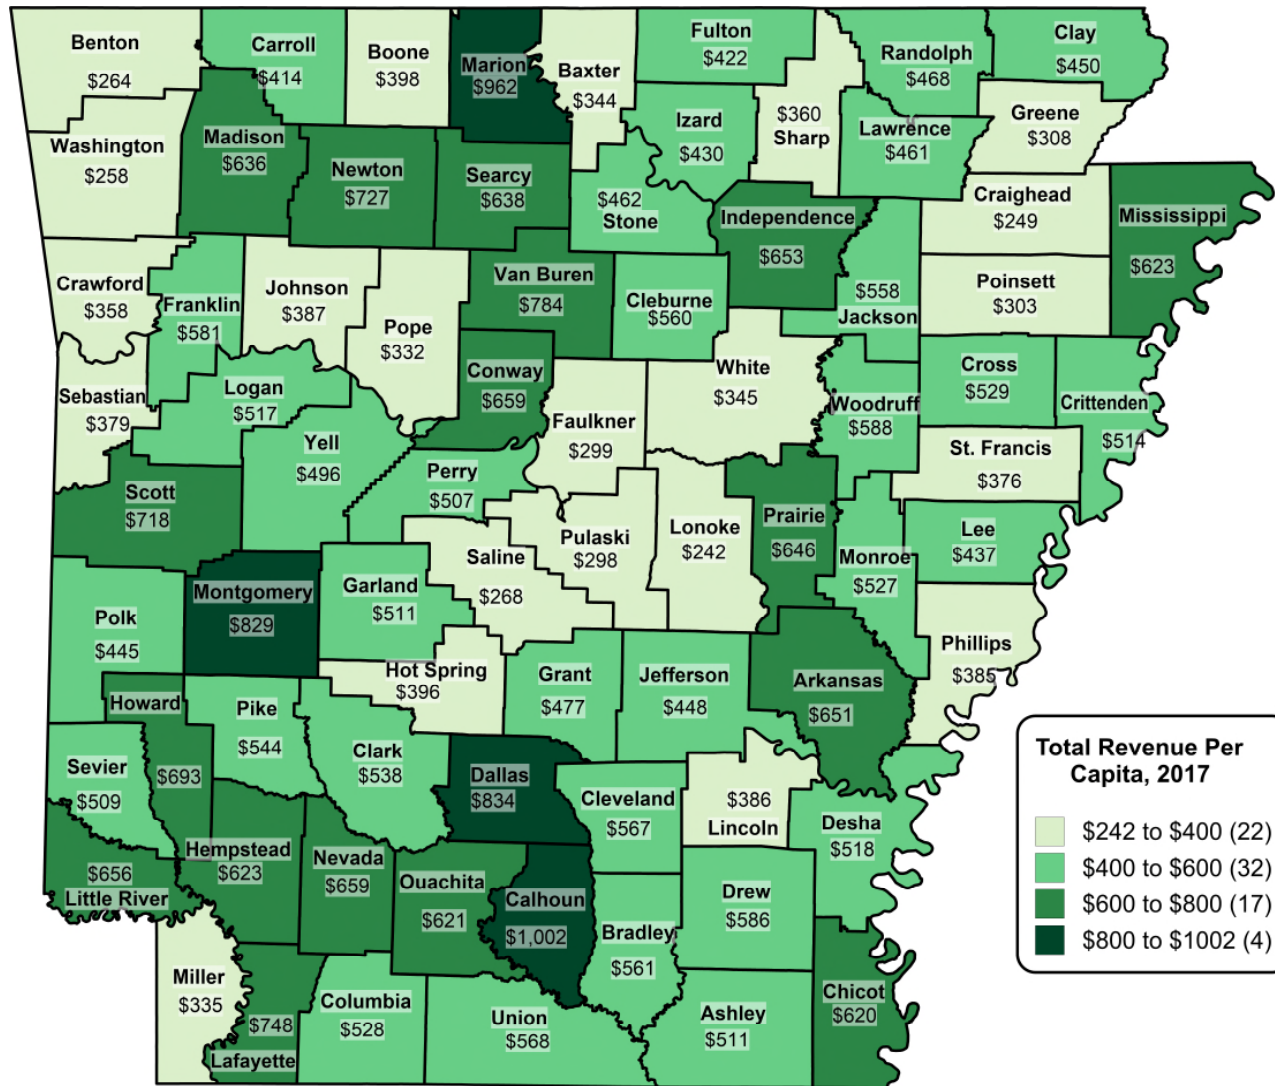 Benton
$264
Carroll
$414
Boone
$398
Marion
$962
Baxter
$344
Fulton
$422
Randolph
$468
Clay
$450
Washington
$258
Madison
$636
Newton
$727
Searcy
$638
Izard
$430
$360
Sharp
Lawrence
$461
Greene
$308
$462
Stone
Independence
$653
Craighead
$249
Mississippi
$623
Crawford
$358
Franklin
$581
Johnson
$387
Pope
$332
Van Buren
$784
Cleburne
$560
$558
Jackson
Poinsett
$303
Sebastian
$379
Logan
$517
Conway
$659
White
$345
Woodruff
$588
Cross
$529
Crittenden
$514
Yell
$496
Perry
$507
Faulkner
$299
St. Francis
$376
Scott
$718
Pulaski
$298
Lonoke
$242
Prairie
$646
Monroe
$527
Lee
$437
Montgomery
$829
Garland
$511
Saline
$268
Polk
$445
Hot Spring
$396
Grant
$477
Jefferson
$448
Arkansas
$651
Phillips
$385
Howard
$693
Pike
$544
Clark
$538
Dallas
$834
Sevier
$509
Cleveland
$567
$386
Lincoln
Desha
$518
$656
Little River
Hempstead
$623
Nevada
$659
Ouachita
$621
Calhoun
$1,002
Bradley
$561
Drew
$586
Miller
$335
$748
Lafayette
Columbia
$528
Union
$568
Ashley
$511
Chicot
$620
Total Revenue Per
Capita, 2017
$242 to $400 (22)
$400 to $600 (32)
$600 to $800 (17)
$800 to $1002 (4)